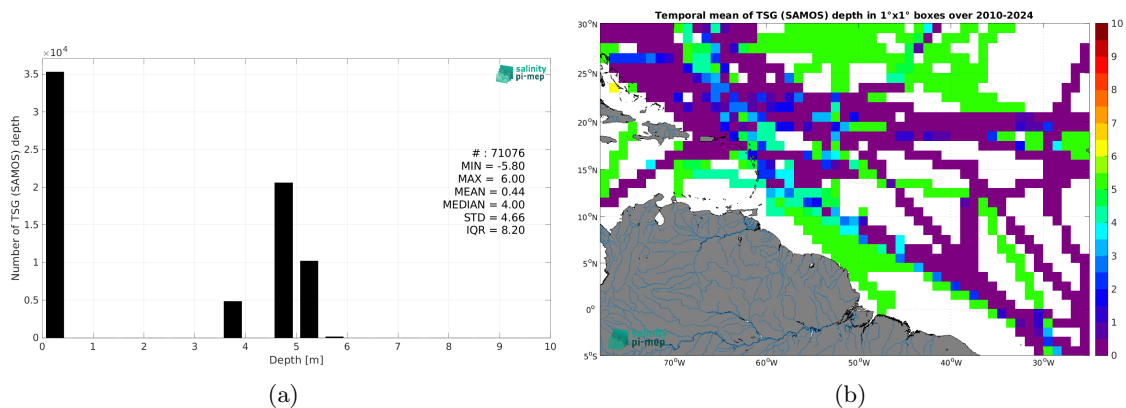 ×10⁴
3.5
3
2.5
2
1.5
1
0.5
0
Number of TSG (SAMOS) depth
salinity
pi-mep
# : 71076
MIN = -5.80
MAX = 6.00
MEAN = 0.44
MEDIAN = 4.00
STD = 4.66
IQR = 8.20
0 1 2 3 4 5 6 7 8 9 10
Depth [m]
(a)
Temporal mean of TSG (SAMOS) depth in 1°x1° boxes over 2010-2024
30°N
25°N
20°N
15°N
10°N
5°N
0°
5°S
70°W 60°W 50°W 40°W 30°W
10
9
8
7
6
5
4
3
2
1
0
salinity
pi-mep
(b)